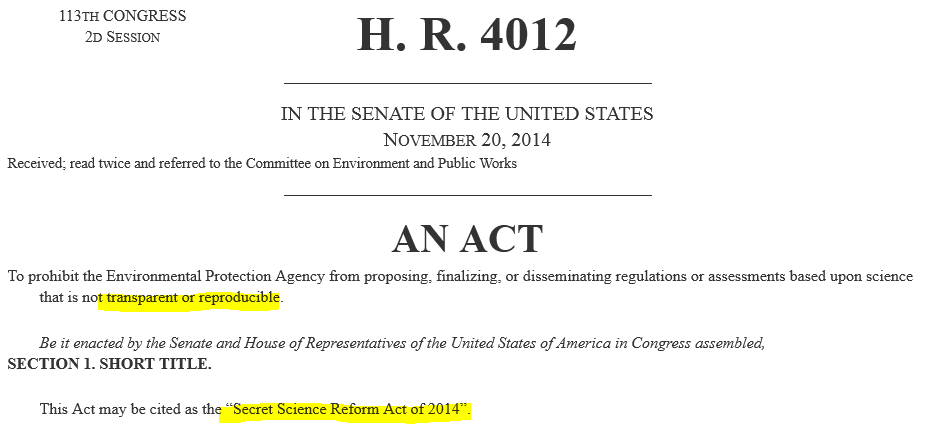 113TH CONGRESS
2D SESSION
H. R. 4012
IN THE SENATE OF THE UNITED STATES
NOVEMBER 20, 2014
Received; read twice and referred to the Committee on Environment and Public Works
AN ACT
To prohibit the Environmental Protection Agency from proposing, finalizing, or disseminating regulations or assessments based upon science
that is not transparent or reproducible.
Be it enacted by the Senate and House of Representatives of the United States of America in Congress assembled,
SECTION 1. SHORT TITLE.
This Act may be cited as the “Secret Science Reform Act of 2014”.